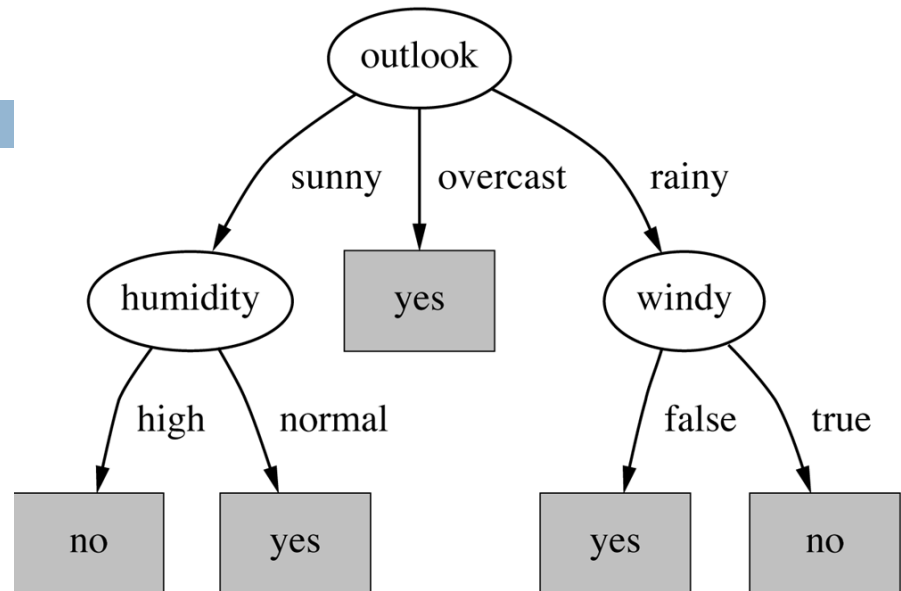 outlook
sunny overcast rainy
humidity yes windy
high normal false true
no yes yes no